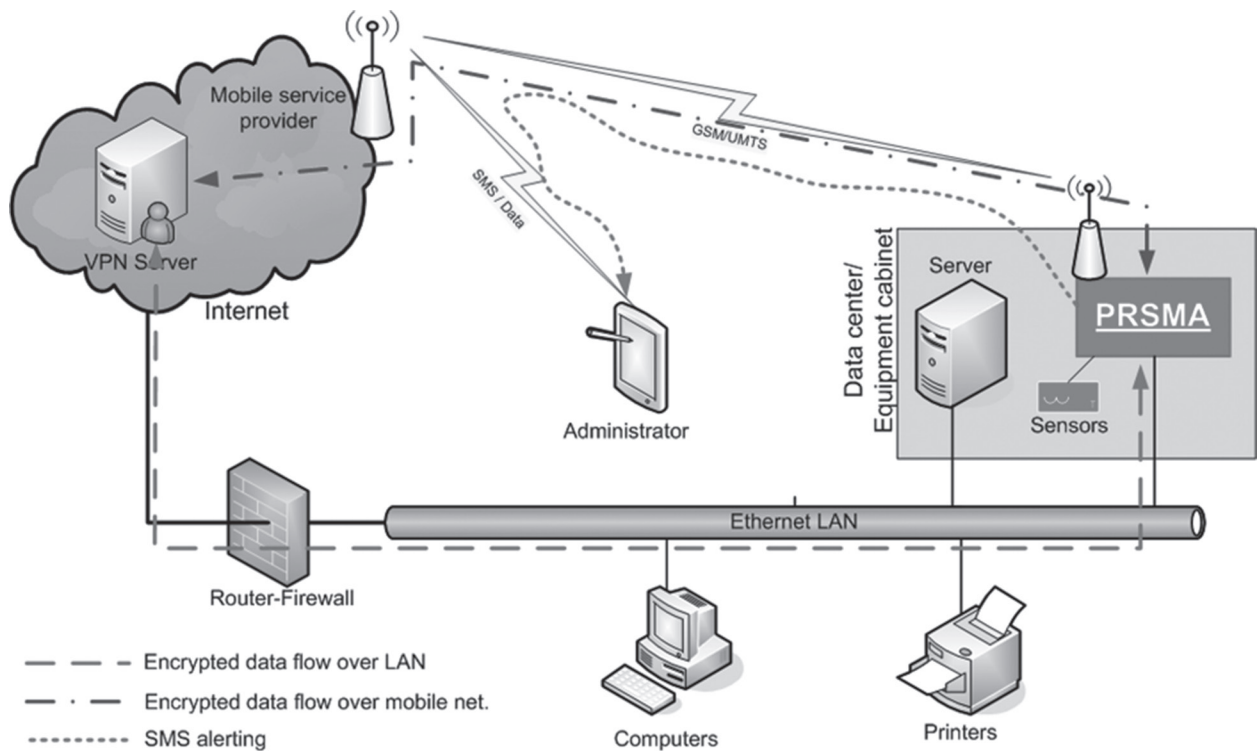 Mobile service
provider
VPN Server
Internet
GSM/UMTS
SMS / Data
Administrator
Data center/
Equipment cabinet
Server
PRSMA
Sensors
T
Ethernet LAN
Router-Firewall
Computers
Printers
Encrypted data flow over LAN
Encrypted data flow over mobile net.
SMS alerting